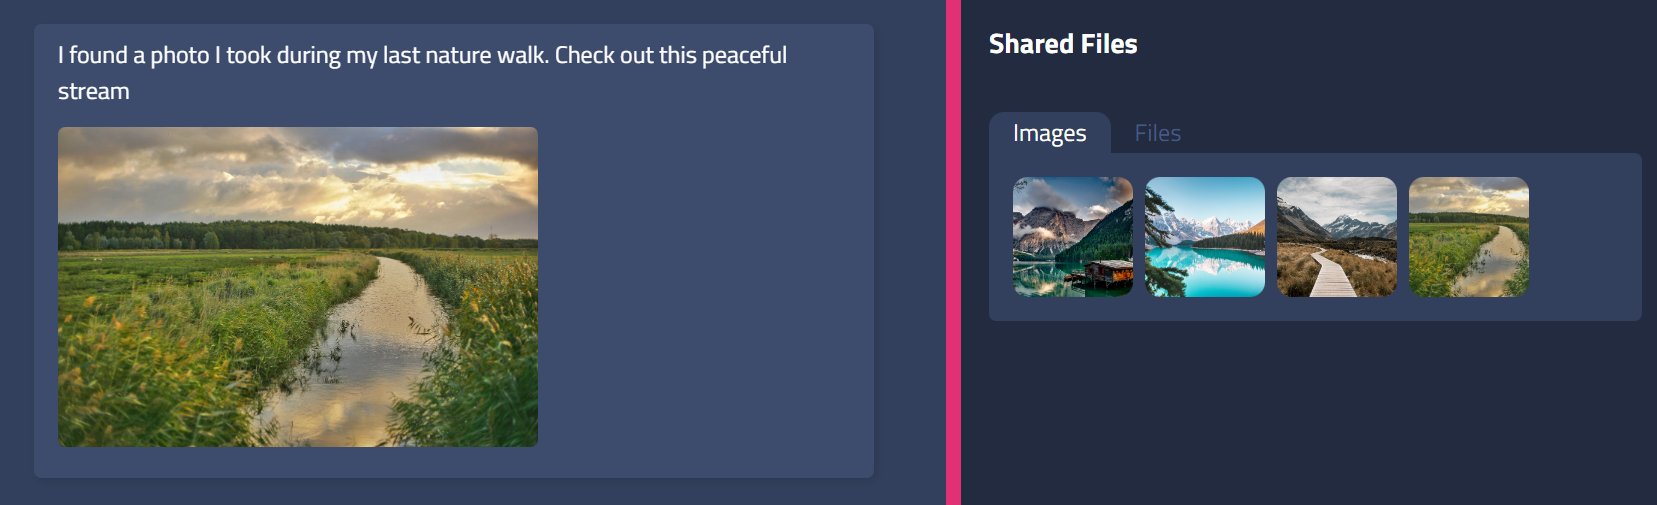 I found a photo I took during my last nature walk. Check out this peaceful
stream
Shared Files
Images
Files